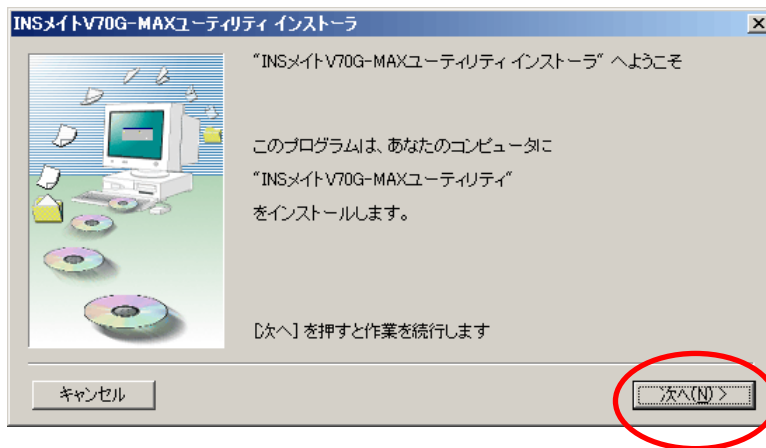 INSメイトV70G-MAXユーティリティ インストーラ
"INSメイトV70G-MAXユーティリティ インストーラ" へようこそ
このプログラムは、あなたのコンピュータに
"INSメイトV70G-MAXユーティリティ"
をインストールします。
[次へ] を押すと作業を続行します
キャンセル
次へ(N) >